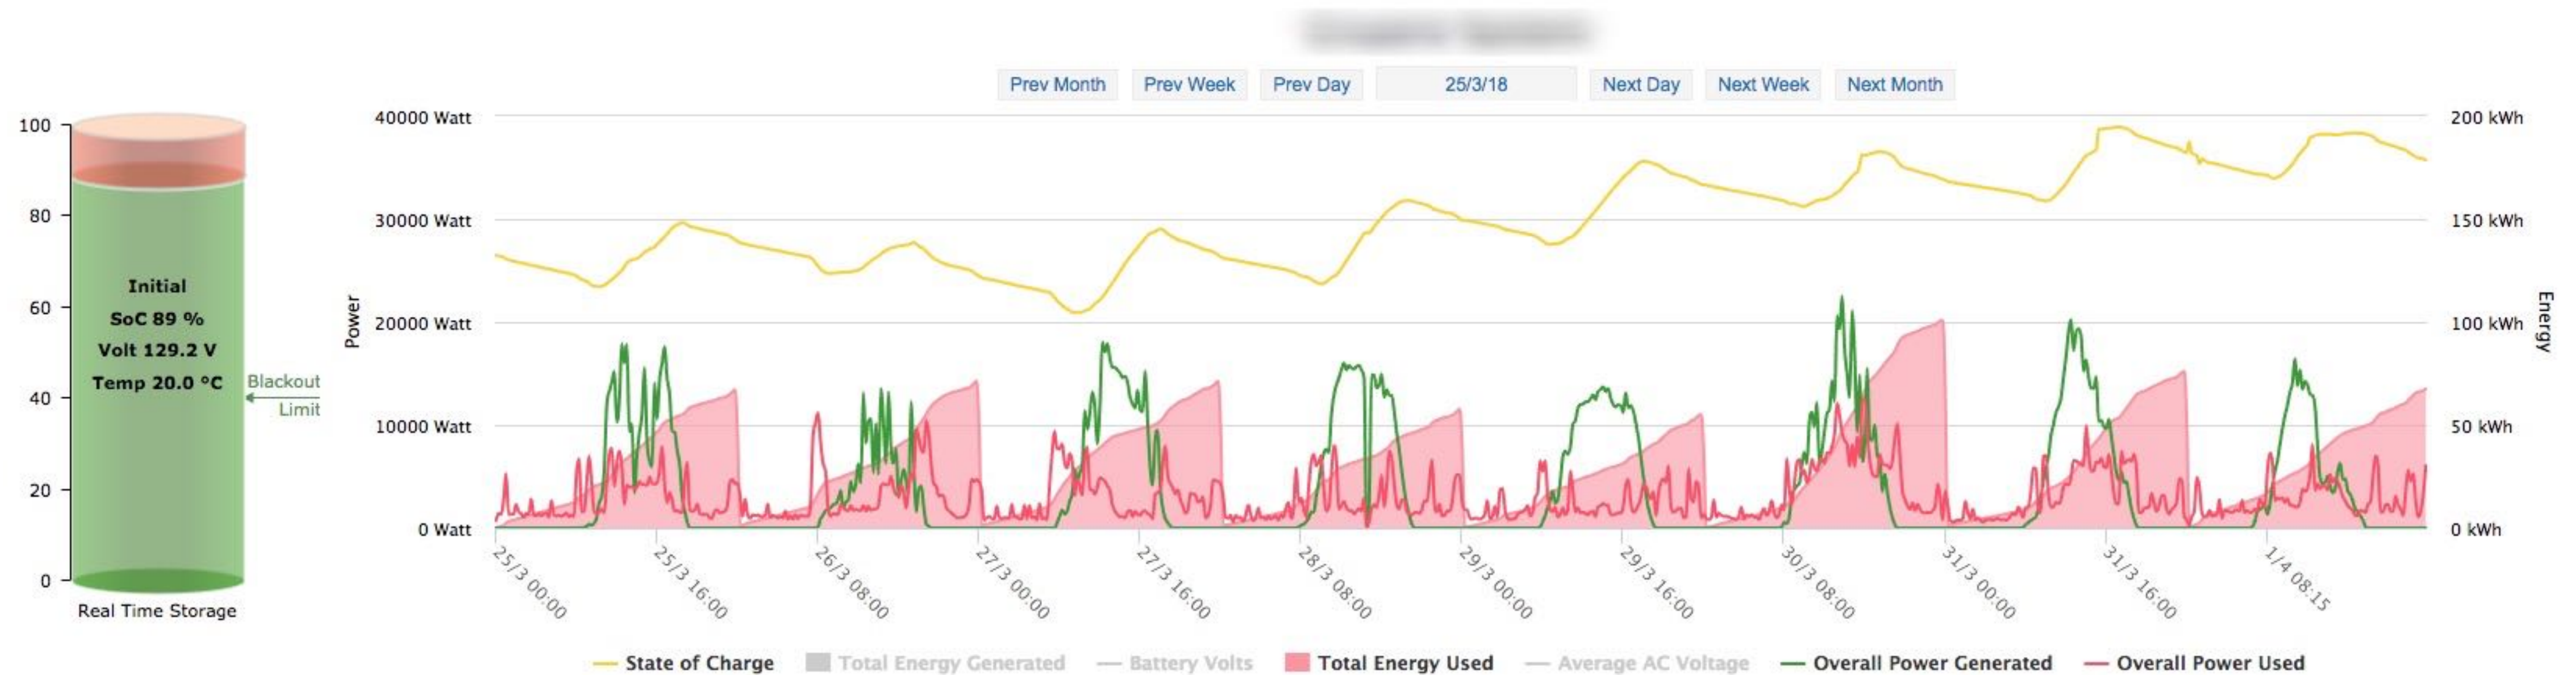 Prev Month Prev Week Prev Day 25/3/18 Next Day Next Week Next Month
100
80
60
40
20
0
Initial
SoC 89 %
Volt 129.2 V
Temp 20.0 °C
Blackout
Limit
Real Time Storage
Power
40000 Watt
30000 Watt
20000 Watt
10000 Watt
0 Watt
200 kWh
150 kWh
100 kWh
50 kWh
0 kWh
Energy
25/3 00:00
25/3 16:00
26/3 08:00
27/3 00:00
27/3 16:00
28/3 08:00
29/3 00:00
29/3 16:00
30/3 08:00
31/3 00:00
31/3 16:00
1/4 08:15
State of Charge Total Energy Generated Battery Volts Total Energy Used Average AC Voltage Overall Power Generated Overall Power Used